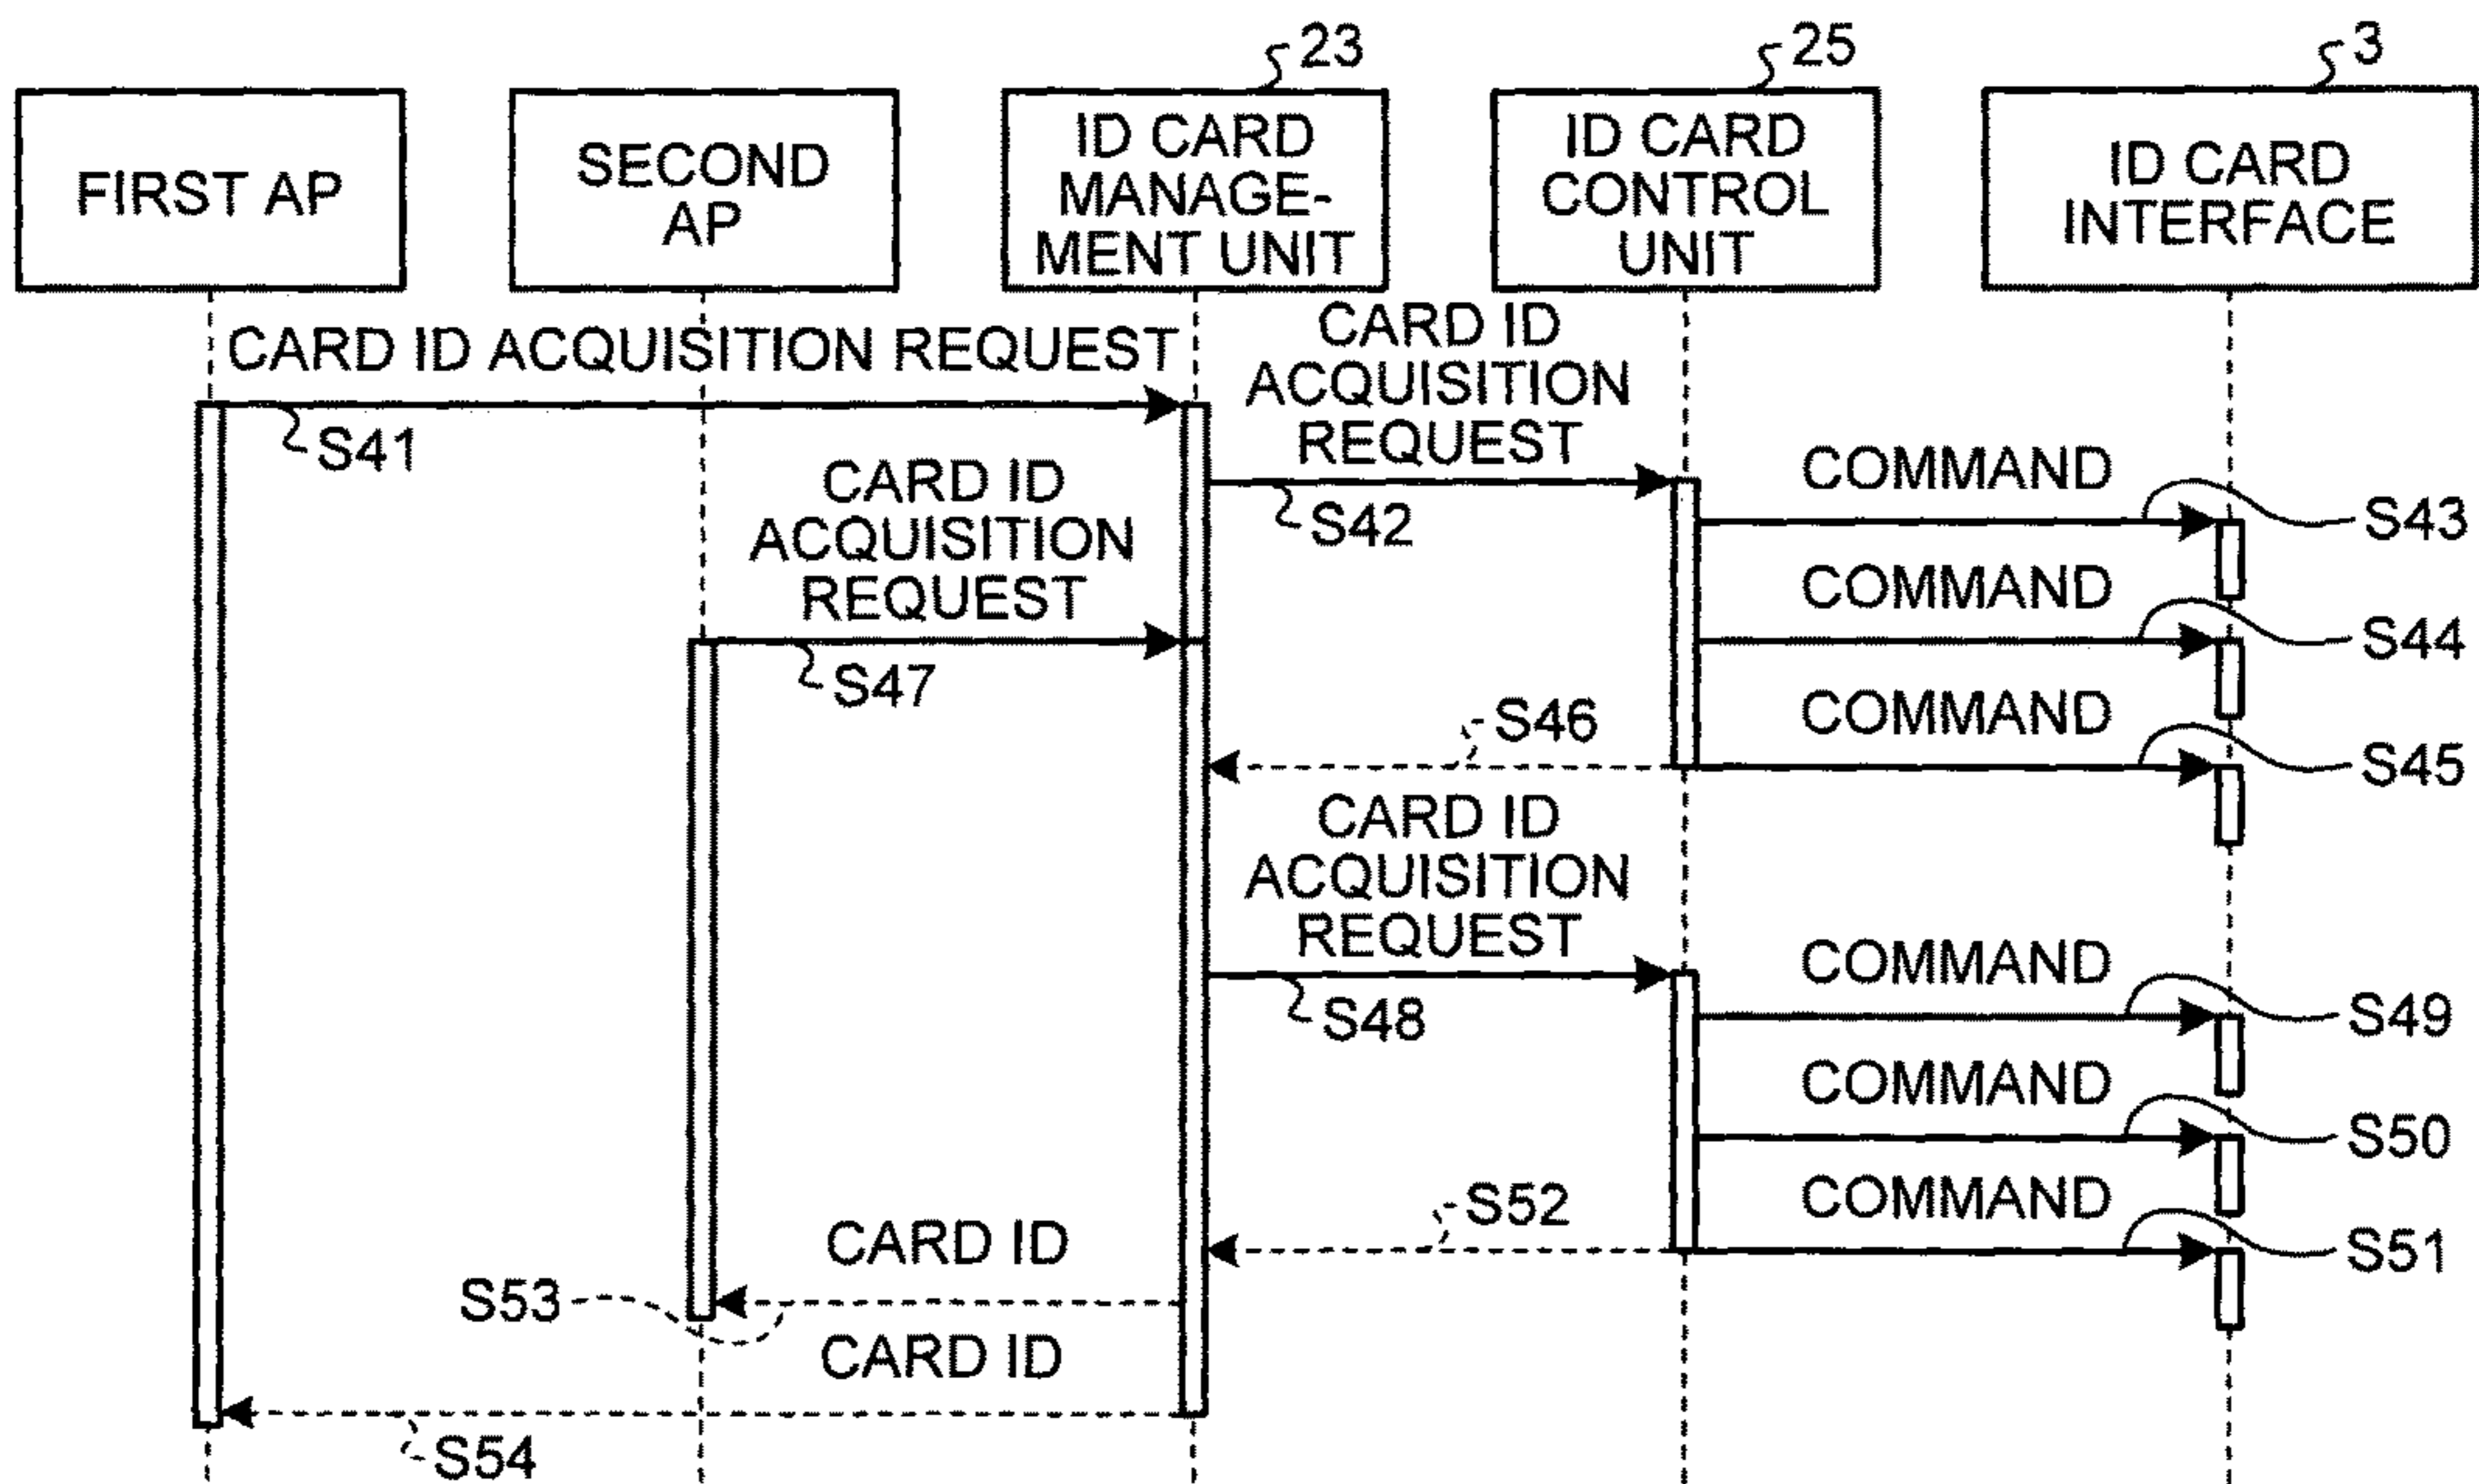 23
25
3
FIRST AP
SECOND
AP
ID CARD
MANAGE-
MENT UNIT
ID CARD
CONTROL
UNIT
ID CARD
INTERFACE
CARD ID ACQUISITION REQUEST
S41
CARD ID
ACQUISITION
REQUEST
S42
COMMAND
S43
CARD ID
ACQUISITION
REQUEST
S47
COMMAND
S44
COMMAND
S45
S46
CARD ID
ACQUISITION
REQUEST
S48
COMMAND
S49
COMMAND
S50
COMMAND
S51
S52
CARD ID
S53
CARD ID
S54